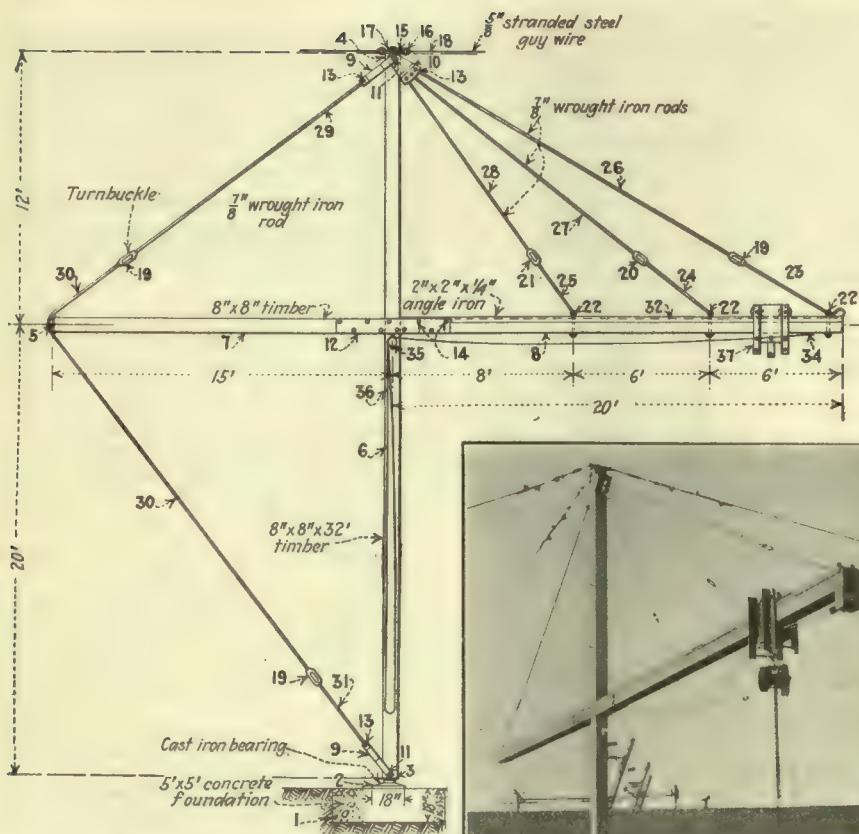 17 15 16
4 18 5/8" stranded steel
guy wire
9 10
13 11 13
29
7/8" wrought iron rods
26
28
Turnbuckle
7/8" wrought iron
rod
27
12'
19
21 20 19
30
25 24 23
2"x2"x1/4"
angle iron
8"x8" timber
22 32 22 22
5
7 12 35 14 8 37 34
15' 8' 6' 6'
36
20'
6
30
8"x8"x32'
timber
20'
19 31
13
Cast iron bearing
9 11
3
2
5'x5' concrete
foundation
18"
18"
1